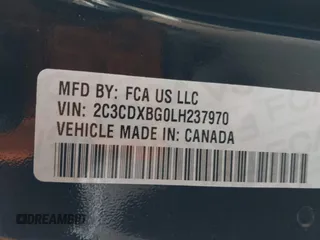 MFD BY: FCA US LLC
VIN: 2C3CDXBG0LH237970
VEHICLE MADE IN: CANADA
DREAMBID